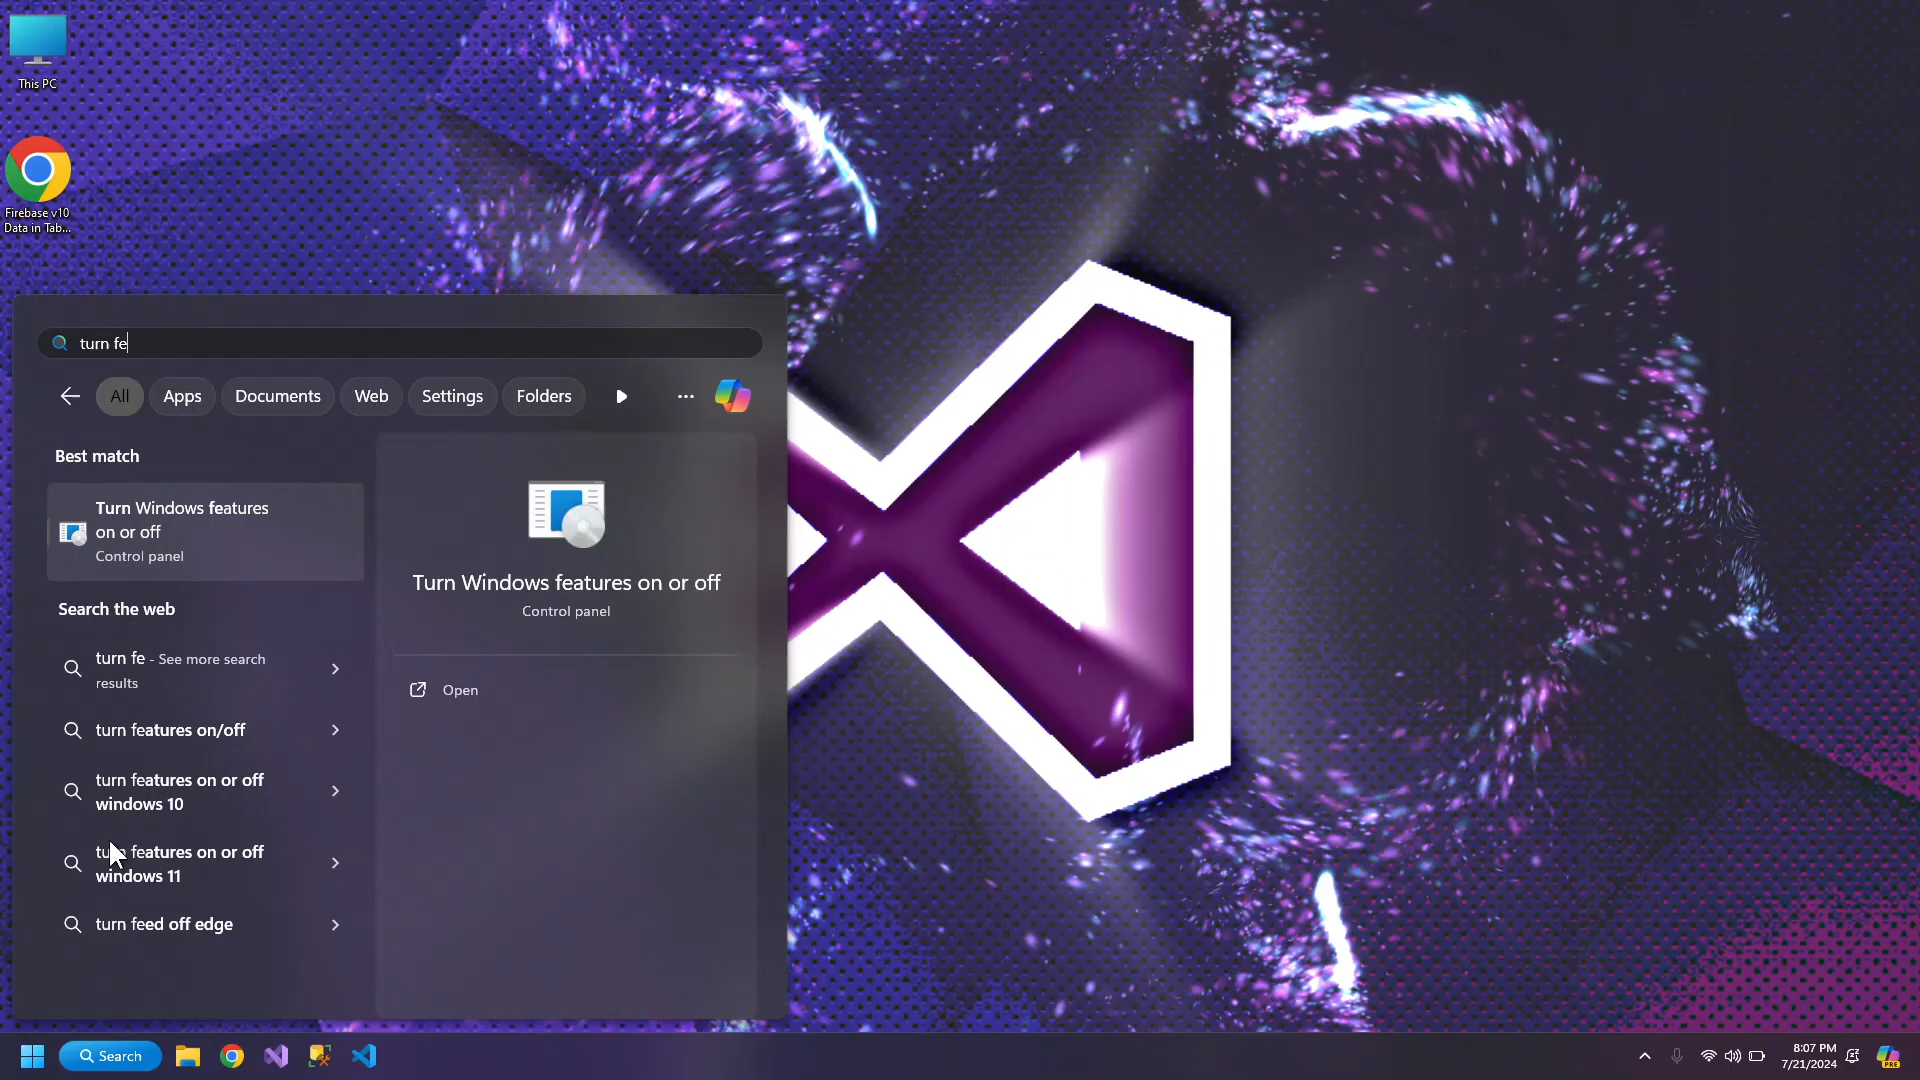 This PC
Firebase v10
Data in Tab...
turn fe
All
Apps
Documents
Web
Settings
Folders
Best match
Turn Windows features
on or off
Control panel
Turn Windows features on or off
Control panel
Open
Search the web
turn fe - See more search
results
turn features on/off
turn features on or off
windows 10
turn features on or off
windows 11
turn feed off edge
Search
8:07 PM
7/21/2024
PRE